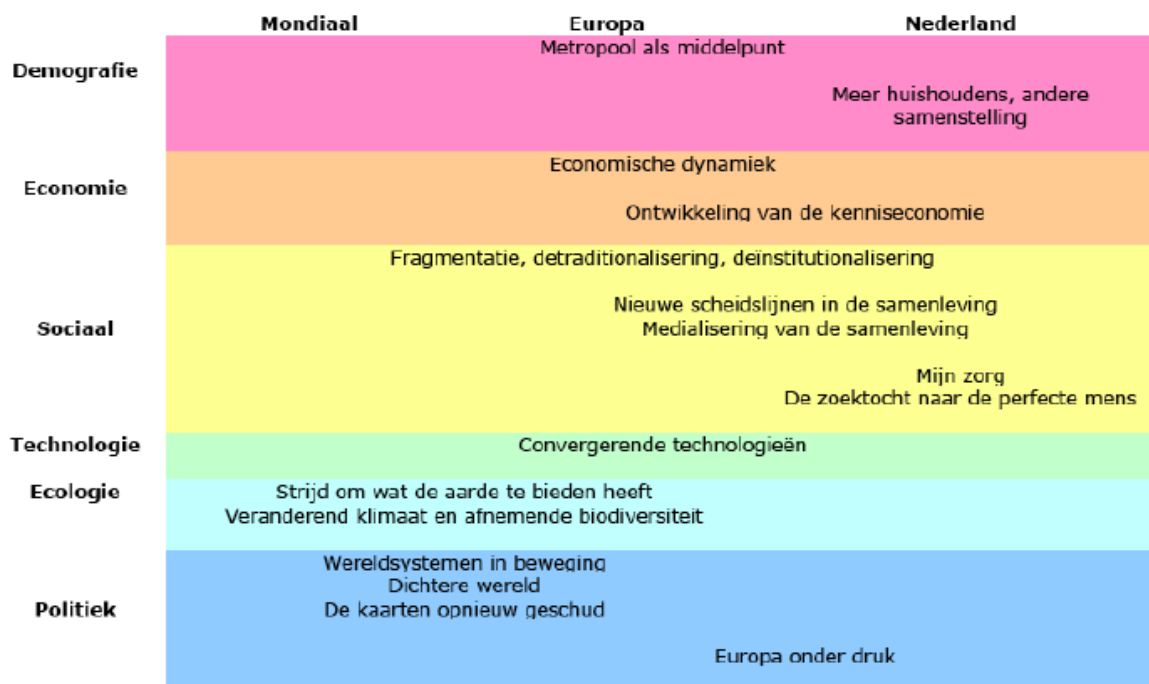 Mondiaal Europa Nederland
Metropool als middelpunt
Demografie
Meer huishoudens, andere
samenstelling
Economische dynamiek
Economie
Ontwikkeling van de kenniseconomie
Fragmentatie, detraditionalisering, deïnstitutionalisering
Nieuwe scheidslijnen in de samenleving
Sociaal Medialisering van de samenleving
Mijn zorg
De zoektocht naar de perfecte mens
Technologie Convergerende technologieën
Ecologie Strijd om wat de aarde te bieden heeft
Veranderend klimaat en afnemende biodiversiteit
Wereldsystemen in beweging
Dichtere wereld
Politiek De kaarten opnieuw geschud
Europa onder druk